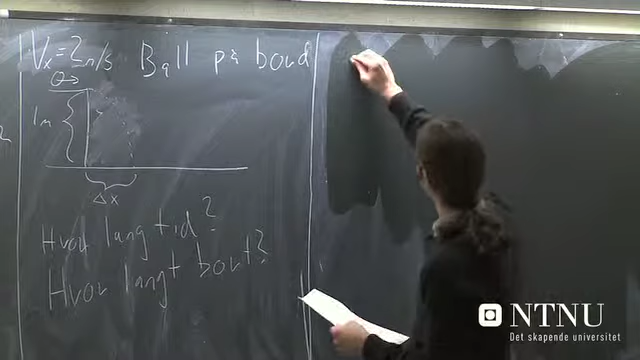 Vx = 2m/s Ball på bord
1m
Δx
Hvor lang tid?
Hvor langt bort?
NTNU
Det skapende universitet